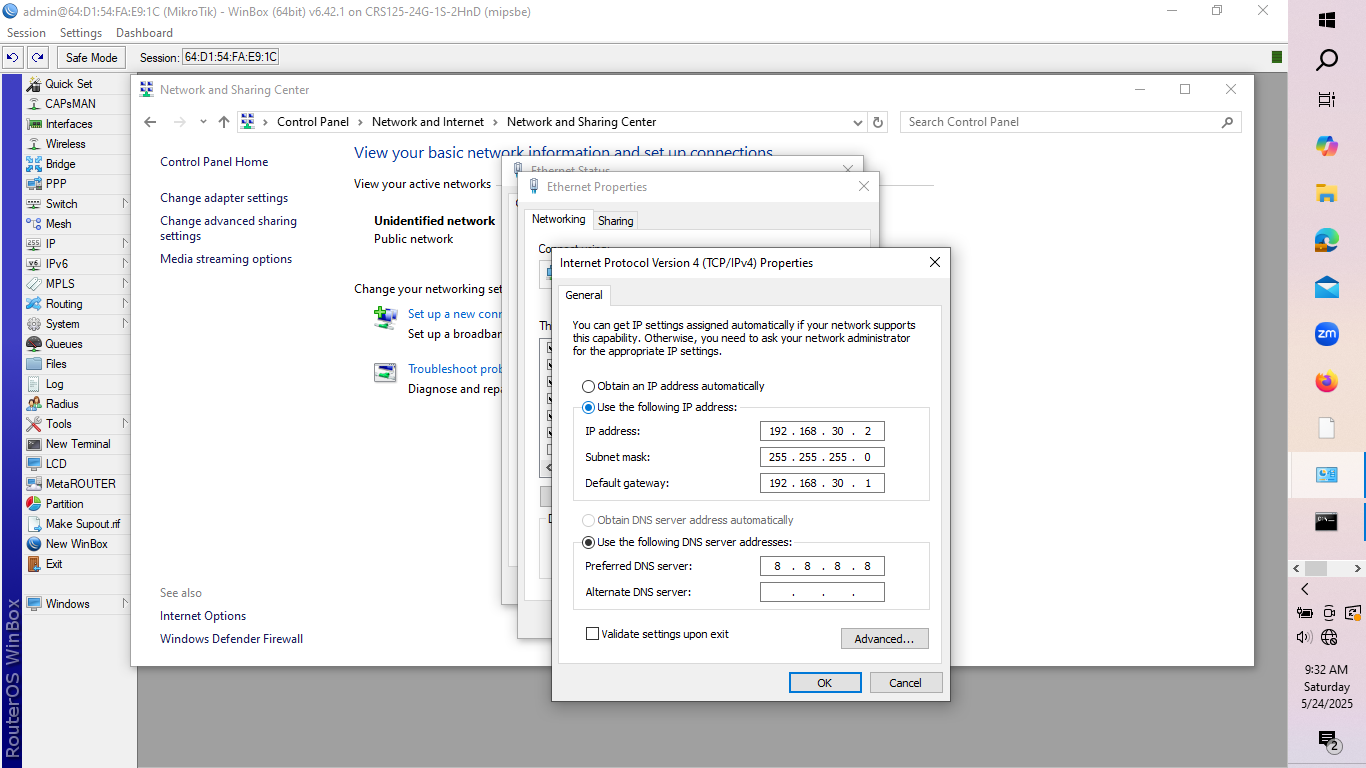 admin@64:D1:54:FA:E9:1C (MikroTik) - WinBox (64bit) v6.42.1 on CRS125-24G-1S-2HnD (mipsbe)
Session Settings Dashboard
Safe Mode Session: 64:D1:54:FA:E9:1C
Quick Set
CAPsMAN
Interfaces
Wireless
Bridge
PPP
Switch
Mesh
IP
IPv6
MPLS
Routing
System
Queues
Files
Log
Radius
Tools
New Terminal
LCD
MetaROUTER
Partition
Make Supout.rif
New WinBox
Exit
Windows
RouterOS WinBox
Network and Sharing Center
Control Panel > Network and Internet > Network and Sharing Center
Search Control Panel
Control Panel Home
Change adapter settings
Change advanced sharing
settings
Media streaming options
See also
Internet Options
Windows Defender Firewall
View your basic network information and set up connections
View your active networks
Unidentified network
Public network
Change your networking set
Set up a new conn
Set up a broadban
Troubleshoot prob
Diagnose and repa
Ethernet Status
Ethernet Properties
Networking Sharing
Connect using:
Th
Internet Protocol Version 4 (TCP/IPv4) Properties
General
You can get IP settings assigned automatically if your network supports
this capability. Otherwise, you need to ask your network administrator
for the appropriate IP settings.
Obtain an IP address automatically
Use the following IP address:
IP address: 192 . 168 . 30 . 2
Subnet mask: 255 . 255 . 255 . 0
Default gateway: 192 . 168 . 30 . 1
Obtain DNS server address automatically
Use the following DNS server addresses:
Preferred DNS server: 8 . 8 . 8 . 8
Alternate DNS server: . . .
Validate settings upon exit
Advanced...
OK Cancel
zm
9:32 AM
Saturday
5/24/2025
2